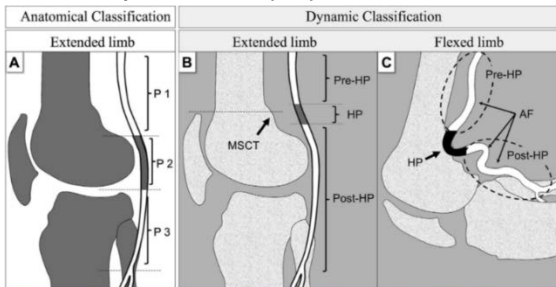 Anatomical Classification
Dynamic Classification
Extended limb
Extended limb
Flexed limb
A
P 1
P2
P 3
B
Pre-HP
HP
MSCT
Post-HP
C
Pre-HP
AF
HP
Post-HP